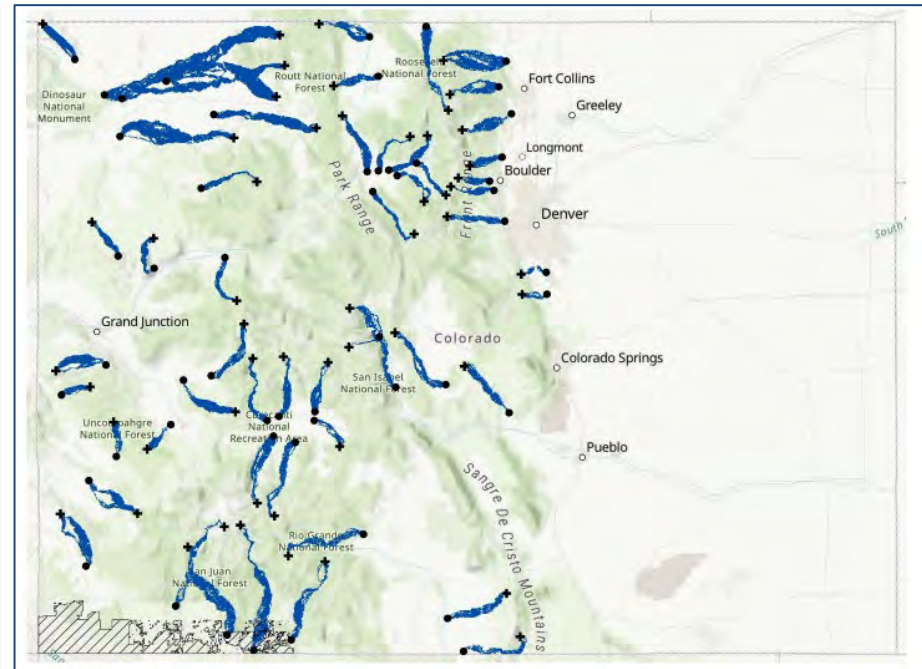 Roosevelt
National Forest
Routt National
Forest
Fort Collins
Dinosaur
National
Monument
Greeley
Longmont
Boulder
Park Range
Front Range
Denver
South
Grand Junction
Colorado
Colorado Springs
San Isabel
National Forest
Uncompahgre
National Forest
Curecanti
National
Recreation Area
Pueblo
Sangre De Cristo Mountains
Rio Grande
National Forest
San Juan
National Forest
San